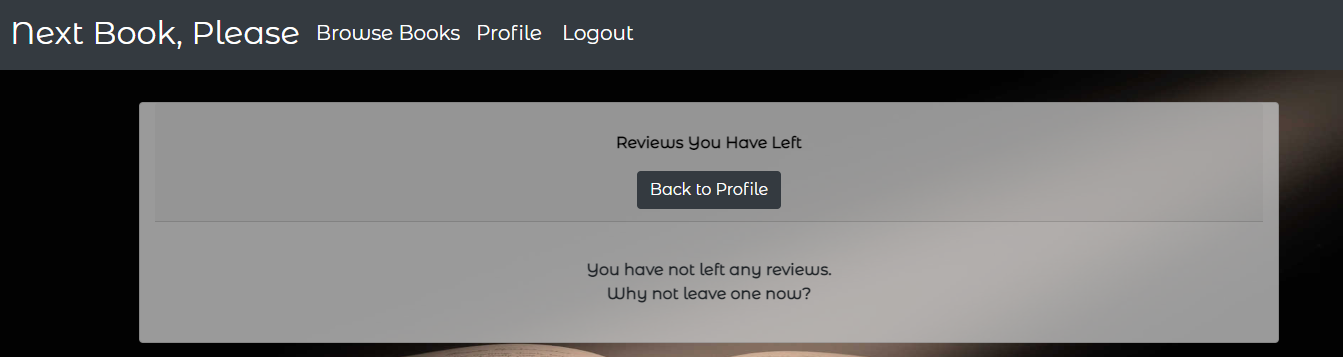 Next Book, Please Browse Books Profile Logout
Reviews You Have Left
Back to Profile
You have not left any reviews.
Why not leave one now?